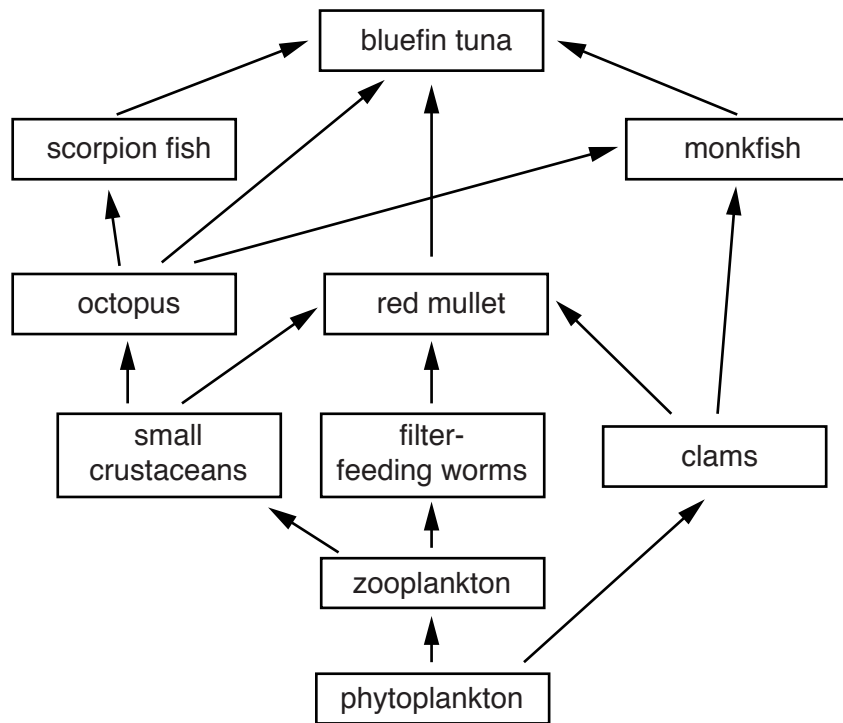 bluefin tuna
scorpion fish
monkfish
octopus
red mullet
small
crustaceans
filter-
feeding worms
clams
zooplankton
phytoplankton